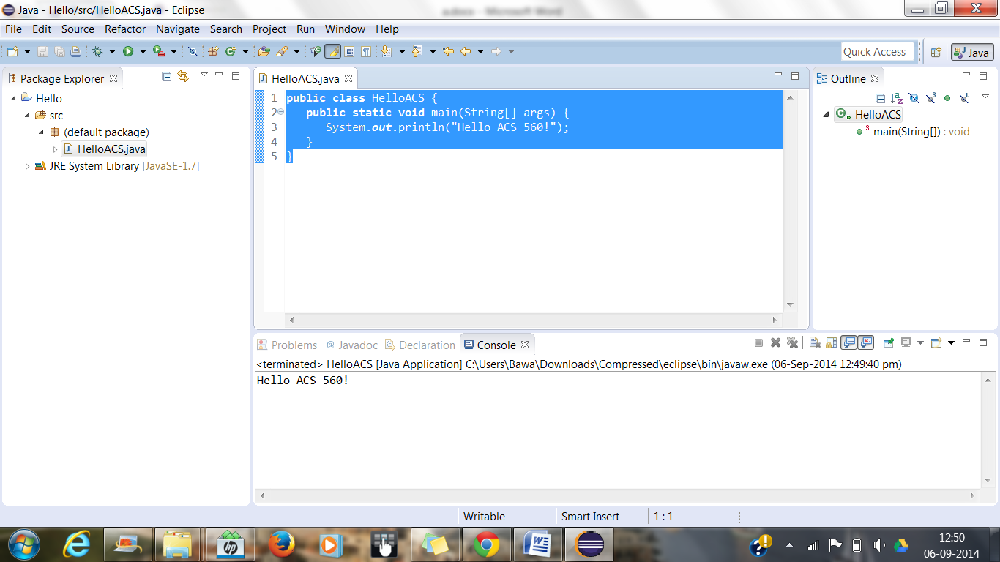 Java - Hello/src/HelloACS.java - Eclipse
File Edit Source Refactor Navigate Search Project Run Window Help
Quick Access
Java
Package Explorer
Hello
src
(default package)
HelloACS.java
JRE System Library [JavaSE-1.7]
HelloACS.java
1 public class HelloACS {
2 public static void main(String[] args) {
3 System.out.println("Hello ACS 560!");
4 }
5 }
Outline
HelloACS
main(String[]) : void
Problems @ Javadoc Declaration Console
<terminated> HelloACS [Java Application] C:\Users\Bawa\Downloads\Compressed\eclipse\bin\javaw.exe (06-Sep-2014 12:49:40 pm)
Hello ACS 560!
Writable Smart Insert 1 : 1
12:50
06-09-2014